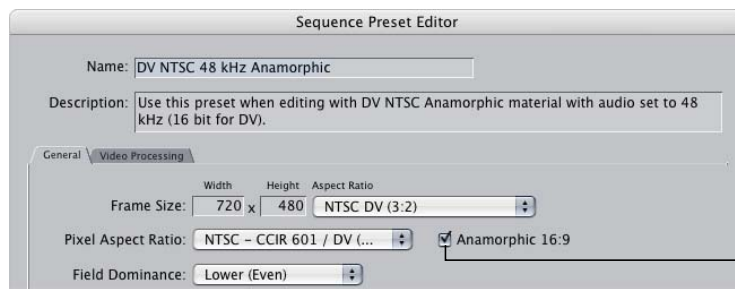 Sequence Preset Editor
Name: DV NTSC 48 kHz Anamorphic
Description: Use this preset when editing with DV NTSC Anamorphic material with audio set to 48
kHz (16 bit for DV).
General Video Processing
Width Height Aspect Ratio
Frame Size: 720 x 480 NTSC DV (3:2)
Pixel Aspect Ratio: NTSC – CCIR 601 / DV (... Anamorphic 16:9
Field Dominance: Lower (Even)